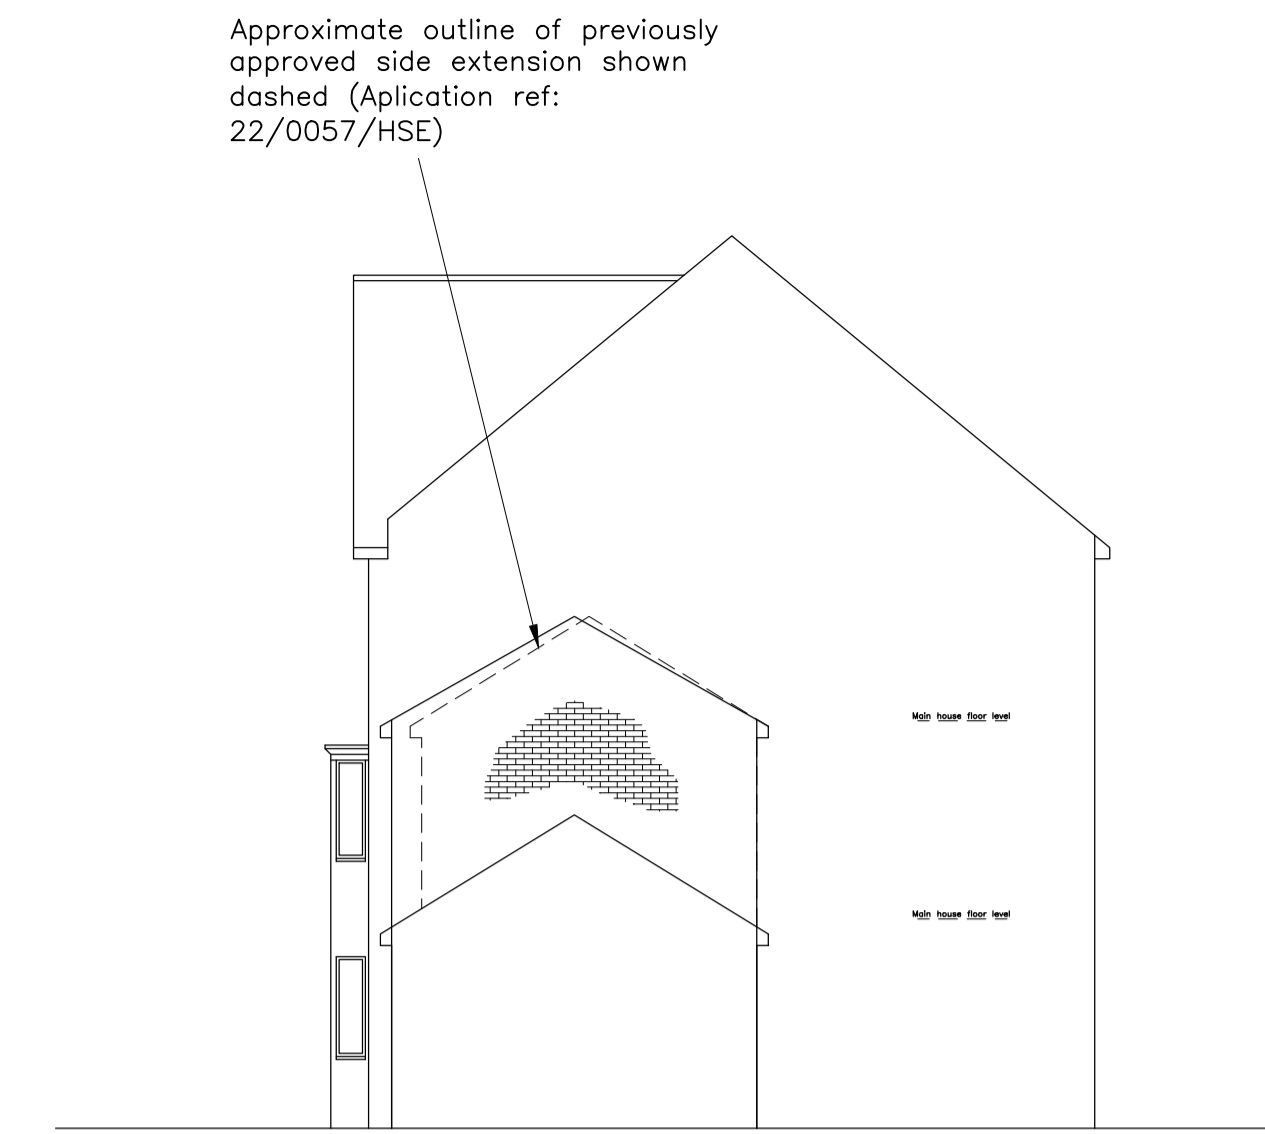 Approximate outline of previously
approved side extension shown
dashed (Aplication ref:
22/0057/HSE)
Main house floor level
Main house floor level